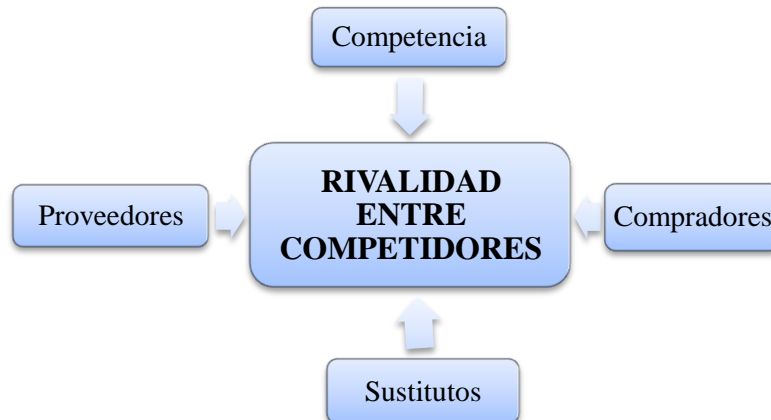 Competencia
RIVALIDAD
ENTRE
COMPETIDORES
Proveedores
Compradores
Sustitutos